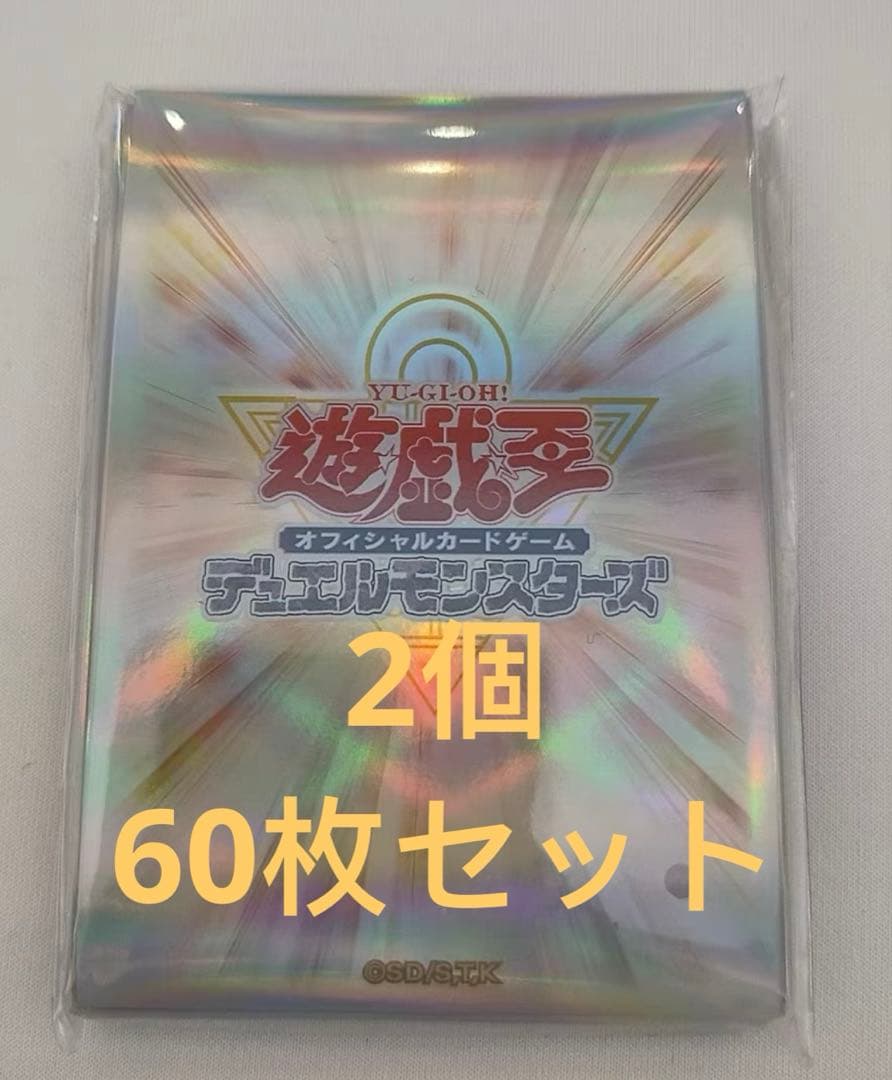 YU-GI-OH!
遊戯王
オフィシャルカードゲーム
デュエルモンスターズ
2個
60枚セット
©SD/S,T,K